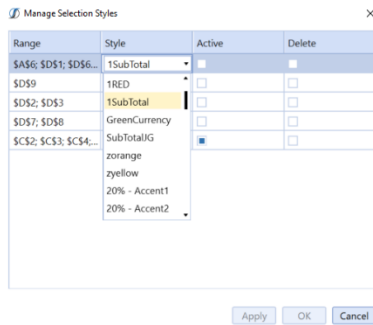 Manage Selection Styles
Range Style Active Delete
$A$6; $D$1; $D$6... 1SubTotal
$D$9
$D$2; $D$3
$D$7; $D$8
$C$2; $C$3; $C$4;...
1RED
1SubTotal
GreenCurrency
SubTotalJG
zorange
zyellow
20% - Accent1
20% - Accent2
Apply OK Cancel